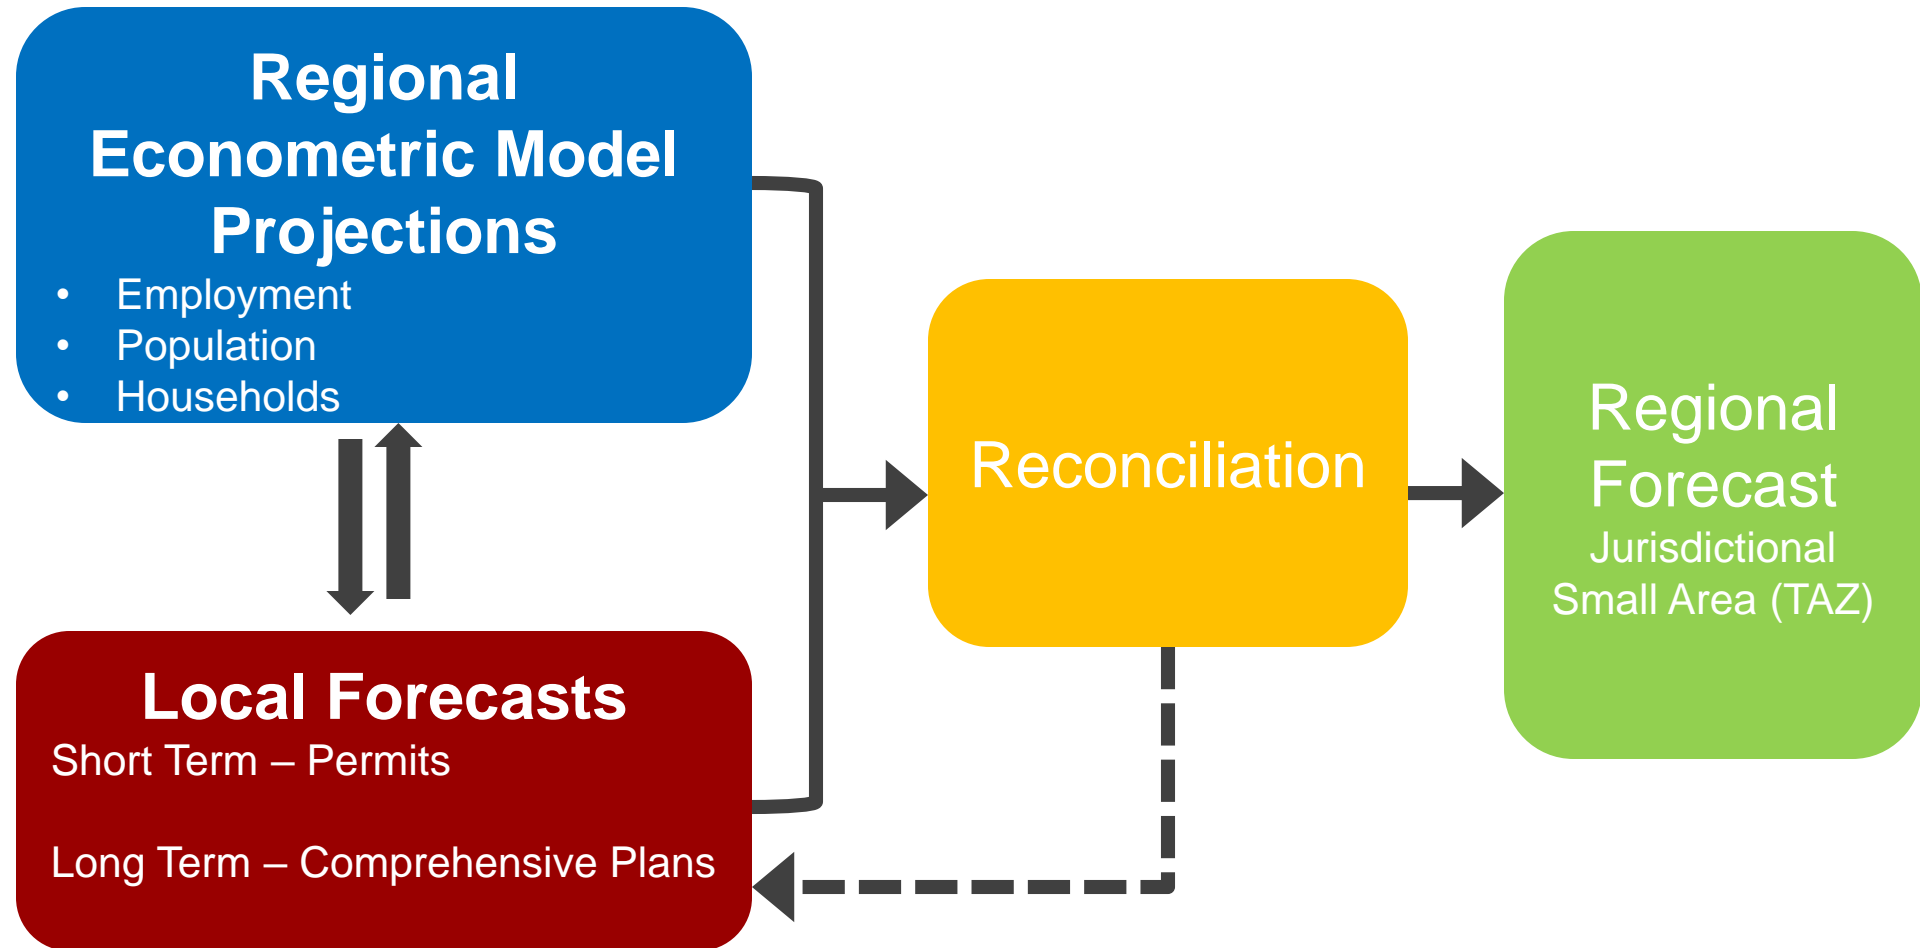 Regional
Econometric Model
Projections
• Employment
• Population
• Households
Local Forecasts
Short Term – Permits
Long Term – Comprehensive Plans
Reconciliation
Regional
Forecast
Jurisdictional
Small Area (TAZ)